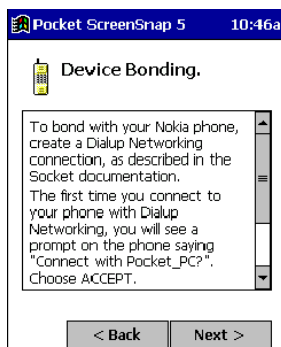 Pocket ScreenSnap 5 10:46a
Device Bonding.
To bond with your Nokia phone,
create a Dialup Networking
connection, as described in the
Socket documentation.
The first time you connect to
your phone with Dialup
Networking, you will see a
prompt on the phone saying
"Connect with Pocket_PC?".
Choose ACCEPT.
< Back Next >